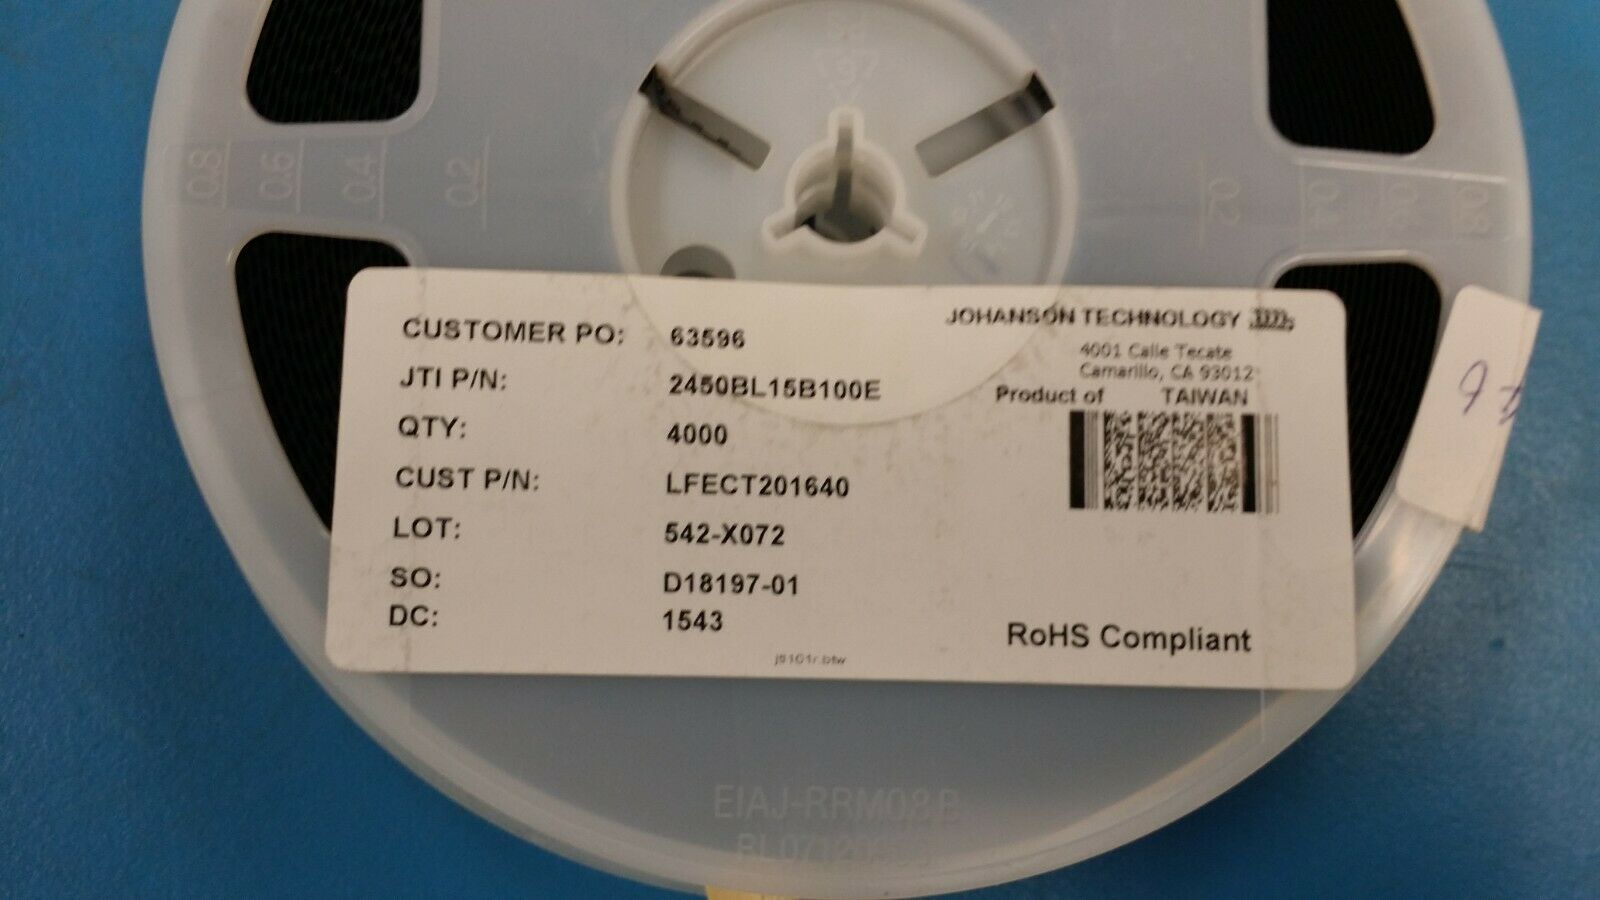 0.8 0.6 0.4 0.2
CUSTOMER PO: 63596
JTI P/N: 2450BL15B100E
QTY: 4000
CUST P/N: LFECT201640
LOT: 542-X072
SO: D18197-01
DC: 1543
JOHANSON TECHNOLOGY
4001 Calle Tecate
Camarillo, CA 93012
Product of TAIWAN
RoHS Compliant
EIAJ-RRM08B